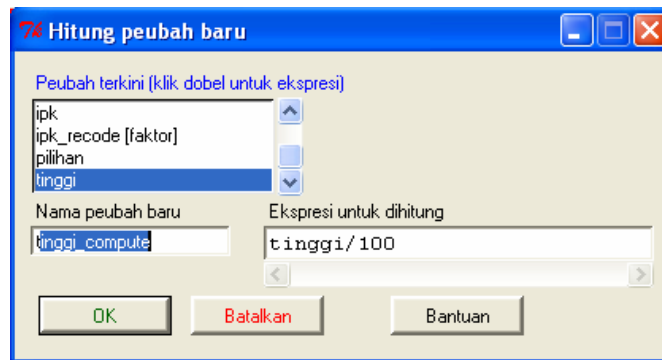 Hitung peubah baru
Peubah terkini (klik dobel untuk ekspresi)
ipk
ipk_recode [faktor]
pilihan
tinggi
Nama peubah baru
Ekspresi untuk dihitung
tinggi_compute
tinggi/100
OK
Batalkan
Bantuan